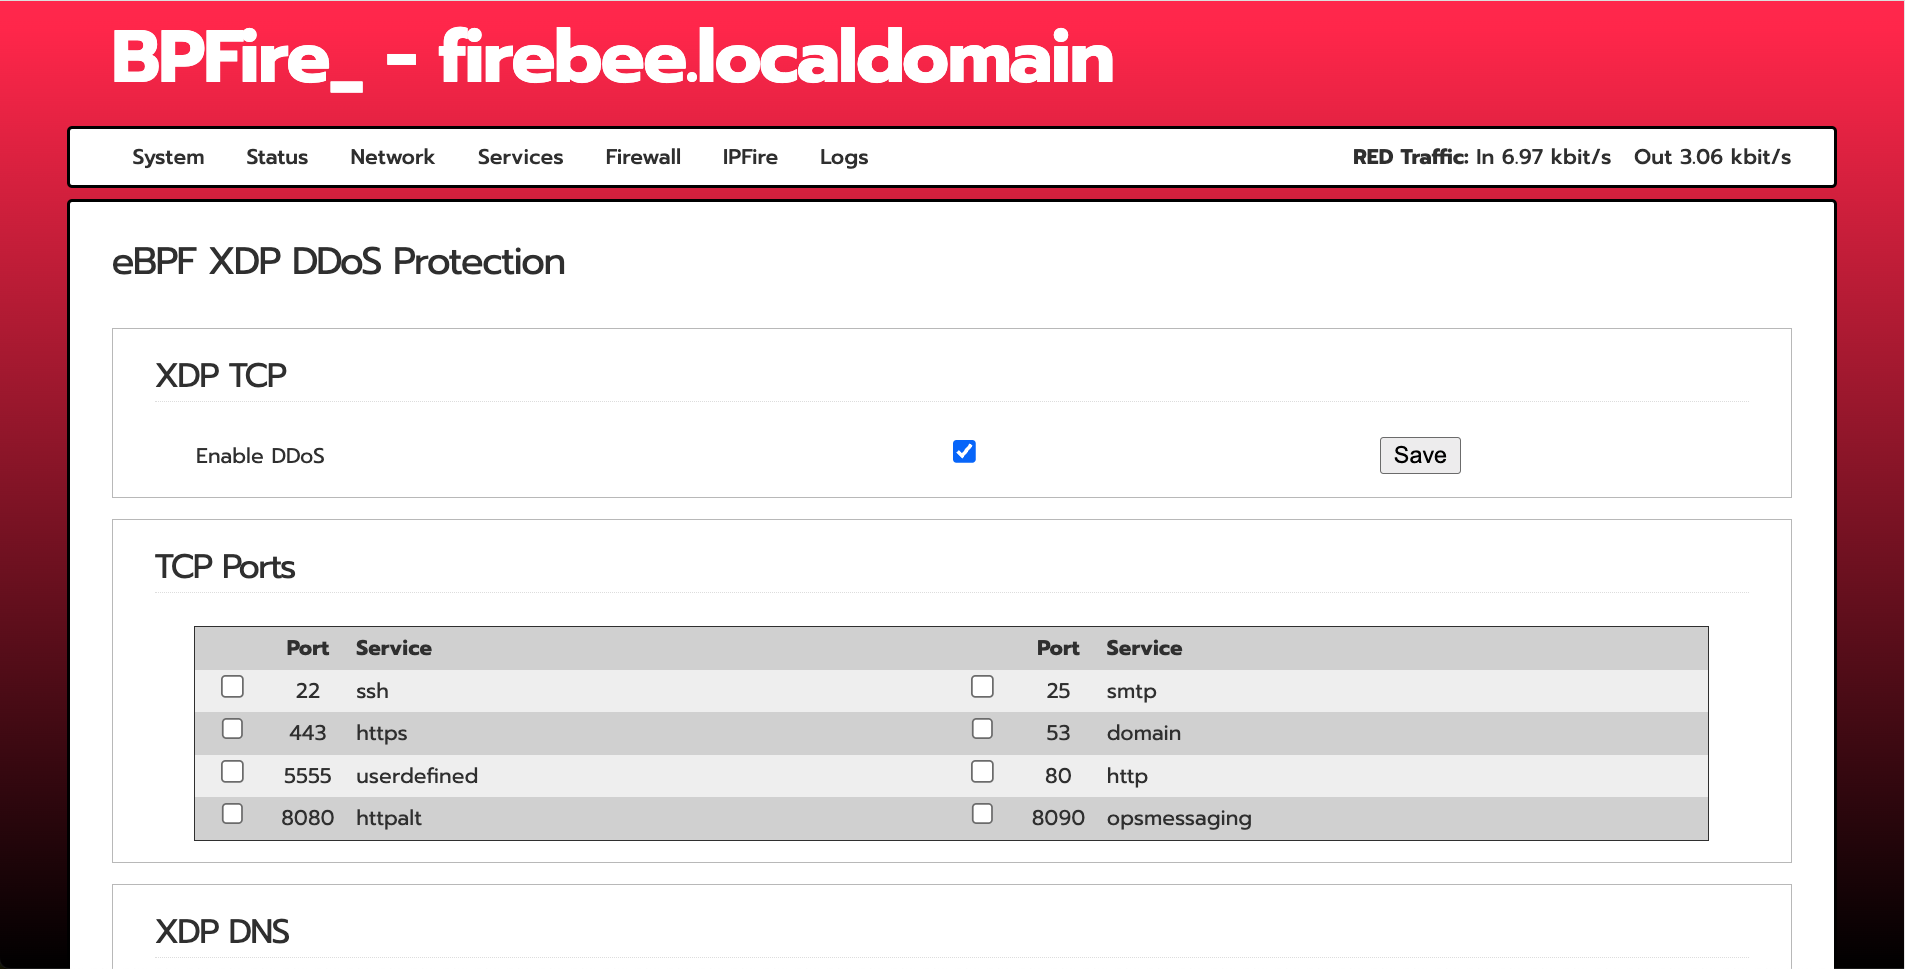 BPFire_ - firebee.localdomain
System Status Network Services Firewall IPFire Logs RED Traffic: In 6.97 kbit/s Out 3.06 kbit/s
eBPF XDP DDoS Protection
XDP TCP
Enable DDoS Save
TCP Ports
Port Service Port Service
22 ssh 25 smtp
443 https 53 domain
5555 userdefined 80 http
8080 httpalt 8090 opsmessaging
XDP DNS